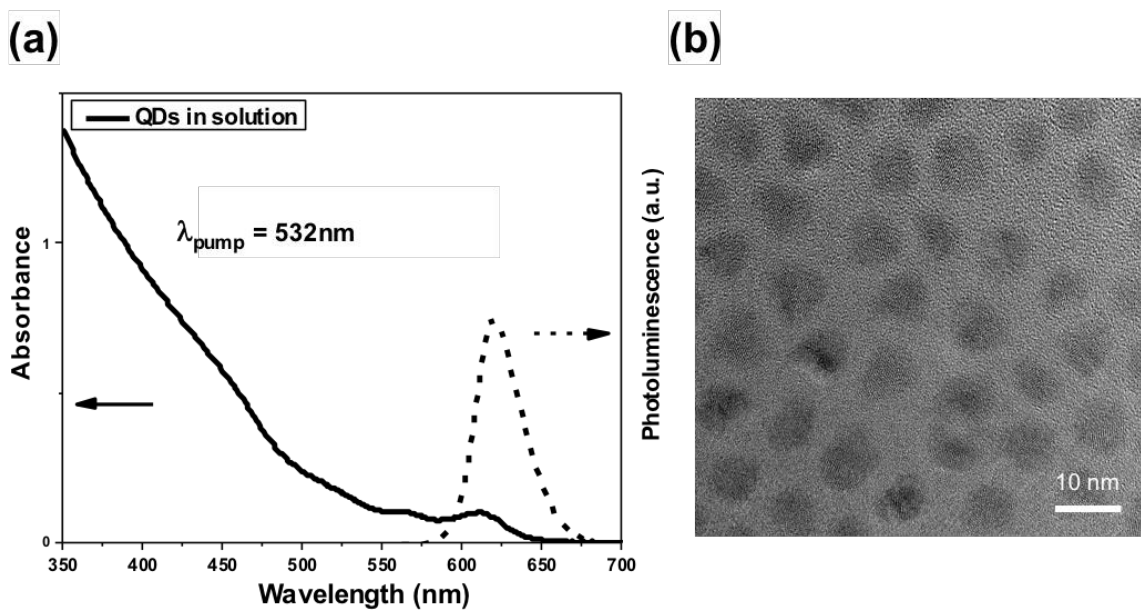 (a)
QDs in solution
λpump = 532nm
Absorbance
1
0
350 400 450 500 550 600 650 700
Wavelength (nm)
Photoluminescence (a.u.)
(b)
10 nm